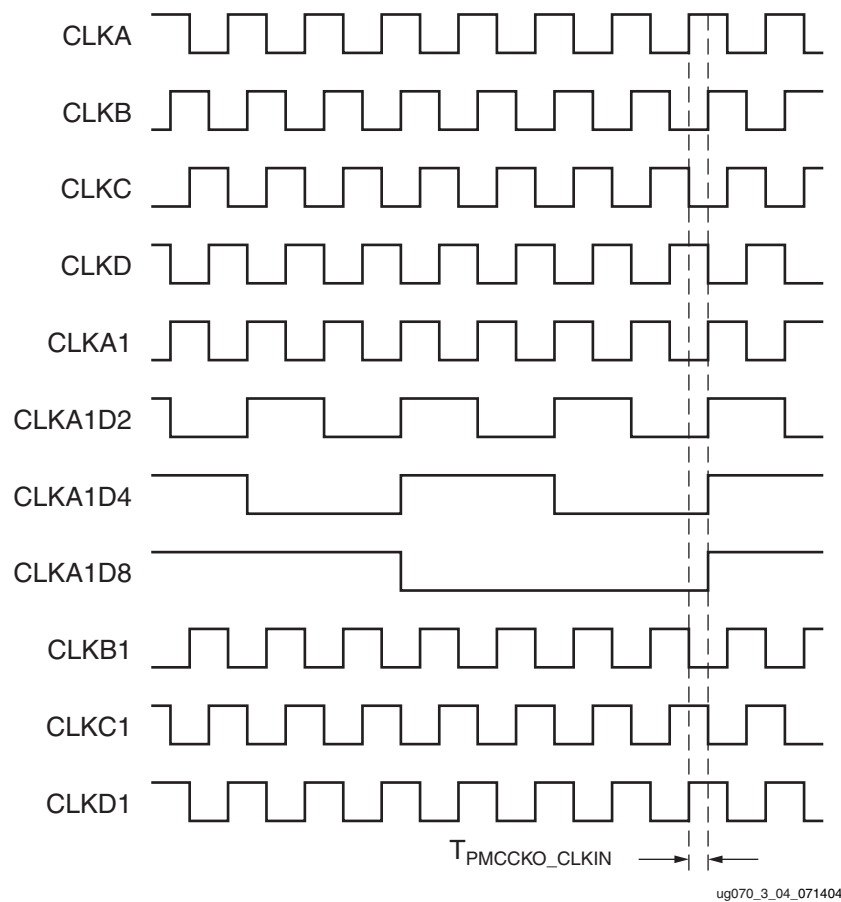 CLKA
CLKB
CLKC
CLKD
CLKA1
CLKA1D2
CLKA1D4
CLKA1D8
CLKB1
CLKC1
CLKD1
TPMCCKO_CLKIN
ug070_3_04_071404